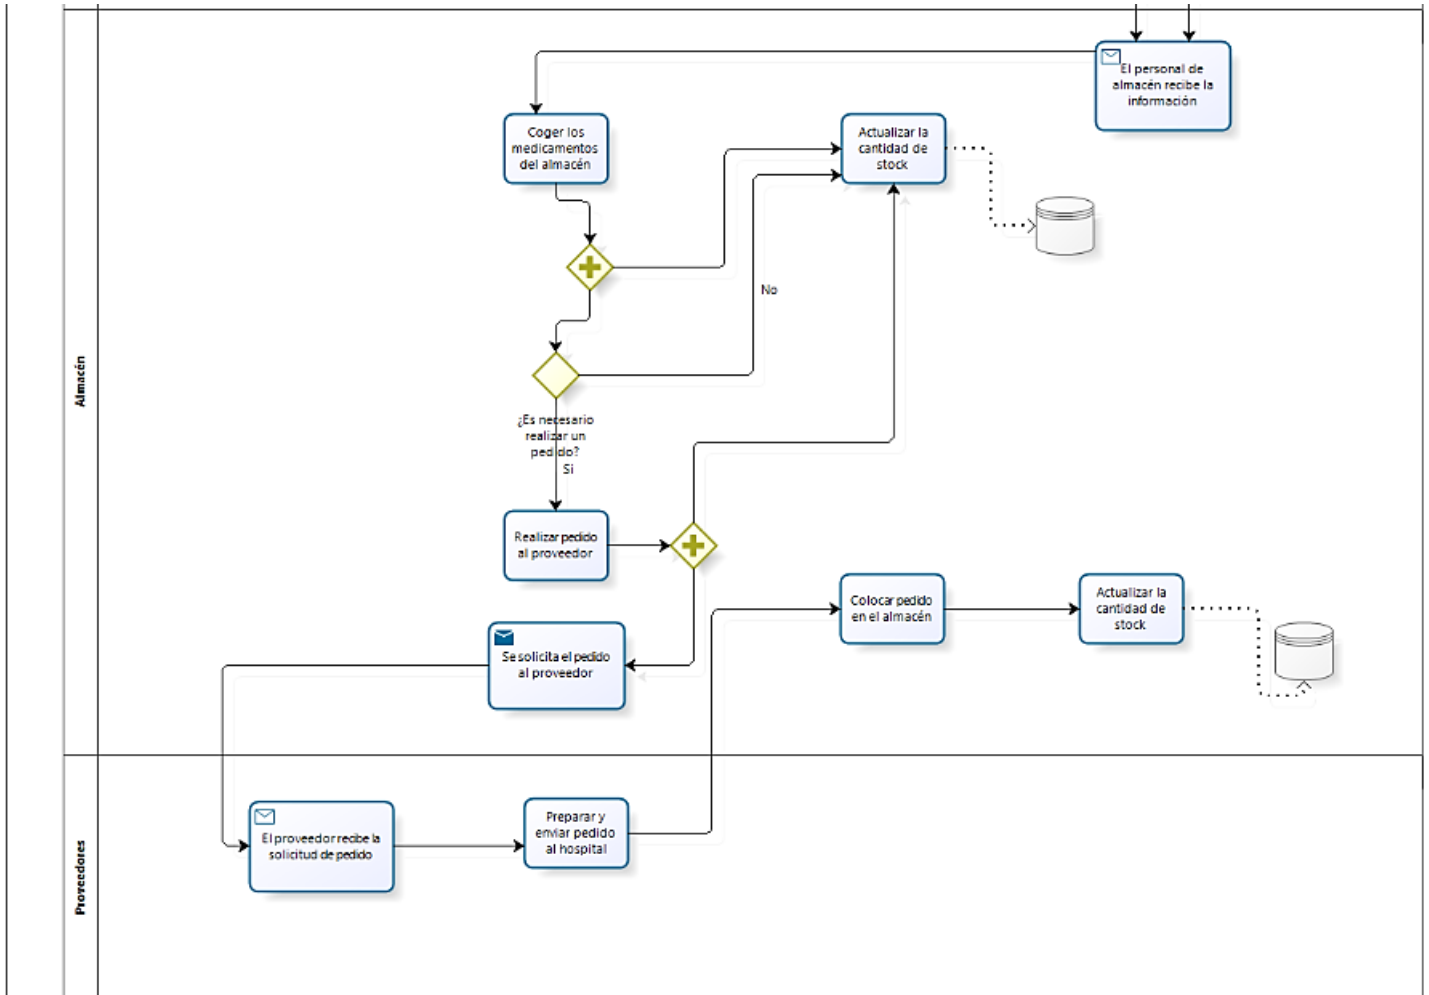 El personal de
almacén recibe la
información
Coger los
medicamentos
del almacén
Actualizar la
cantidad de
stock
No
Almacén
¿Es necesario
realizar un
pedido?
Si
Realizar pedido
al proveedor
Colocar pedido
en el almacén
Actualizar la
cantidad de
stock
Se solicita el pedido
al proveedor
El proveedor recibe la
solicitud de pedido
Preparar y
enviar pedido
al hospital
Proveedores